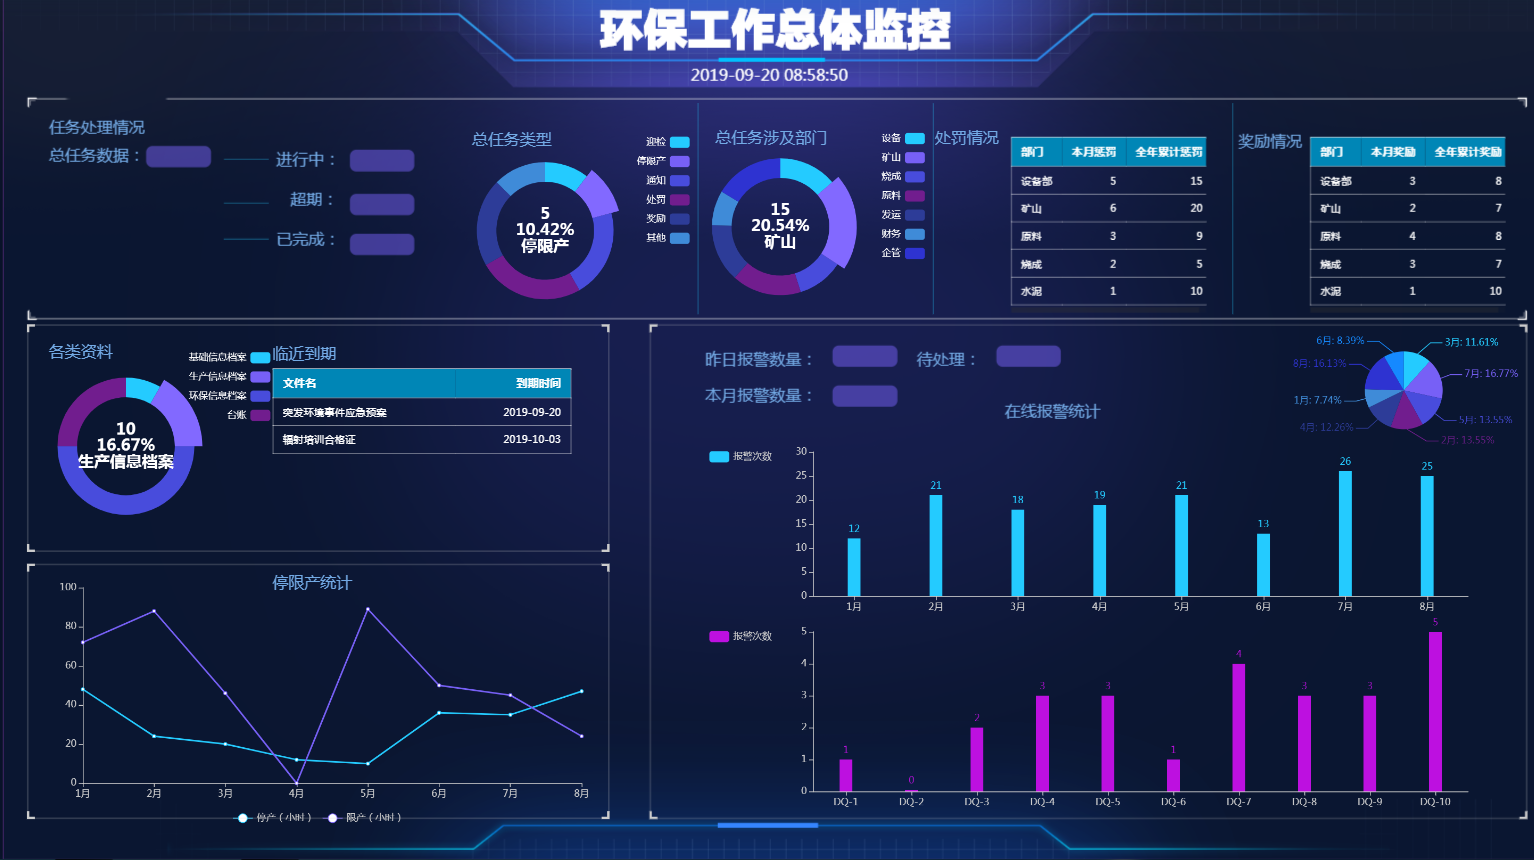 环保工作总体监控
2019-09-20 08:58:50
任务处理情况
总任务数据：
进行中：
超期：
已完成：
总任务类型
5
10.42%
停限产
迎检
停限产
通知
处罚
奖励
其他
总任务涉及部门
15
20.54%
矿山
设备
矿山
烧成
原料
发运
财务
企管
处罚情况
部门 本月惩罚 全年累计惩罚
设备部 5 15
矿山 6 20
原料 3 9
烧成 2 5
水泥 1 10
奖励情况
部门 本月奖励 全年累计奖励
设备部 3 8
矿山 2 7
原料 4 8
烧成 3 7
水泥 1 10
各类资料
10
16.67%
生产信息档案
基础信息档案
生产信息档案
环保信息档案
台账
临近到期
文件名 到期时间
突发环境事件应急预案 2019-09-20
辐射培训合格证 2019-10-03
停限产统计
100
80
60
40
20
0
1月 2月 3月 4月 5月 6月 7月 8月
停产（小时） 限产（小时）
昨日报警数量： 待处理：
本月报警数量：
在线报警统计
6月: 8.39%
3月: 11.61%
8月: 16.13%
7月: 16.77%
1月: 7.74%
5月: 13.55%
4月: 12.26%
2月: 13.55%
报警次数
30
25
20
15
10
5
0
12 21 18 19 21 13 26 25
1月 2月 3月 4月 5月 6月 7月 8月
报警次数
5
4
3
2
1
0
1 0 2 3 3 1 4 3 3 5
DQ-1 DQ-2 DQ-3 DQ-4 DQ-5 DQ-6 DQ-7 DQ-8 DQ-9 DQ-10